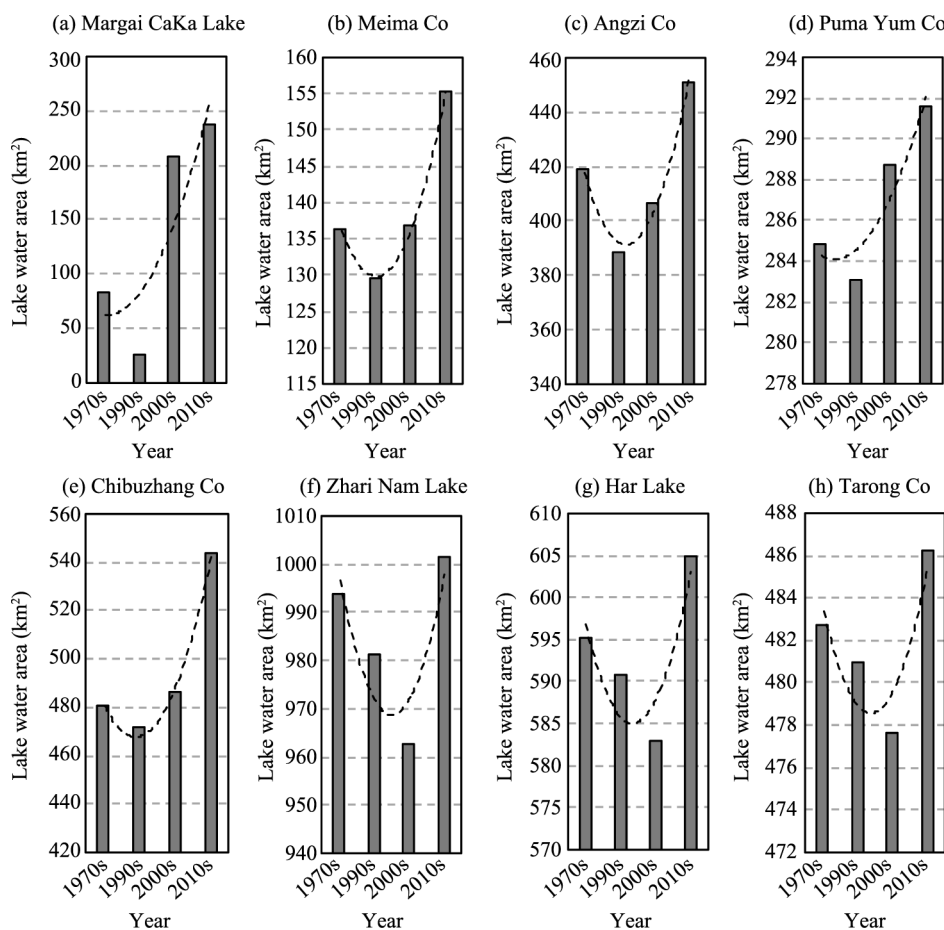 (a) Margai CaKa Lake
(b) Meima Co
(c) Angzi Co
(d) Puma Yum Co
Lake water area (km²)
300
250
200
150
100
50
0
1970s
1990s
2000s
2010s
Year
Lake water area (km²)
160
155
150
145
140
135
130
125
120
115
1970s
1990s
2000s
2010s
Year
Lake water area (km²)
460
440
420
400
380
360
340
1970s
1990s
2000s
2010s
Year
Lake water area (km²)
294
292
290
288
286
284
282
280
278
1970s
1990s
2000s
2010s
Year
(e) Chibuzhang Co
(f) Zhari Nam Lake
(g) Har Lake
(h) Tarong Co
Lake water area (km²)
560
540
520
500
480
460
440
420
1970s
1990s
2000s
2010s
Year
Lake water area (km²)
1010
1000
990
980
970
960
950
940
1970s
1990s
2000s
2010s
Year
Lake water area (km²)
610
605
600
595
590
585
580
575
570
1970s
1990s
2000s
2010s
Year
Lake water area (km²)
488
486
484
482
480
478
476
474
472
1970s
1990s
2000s
2010s
Year